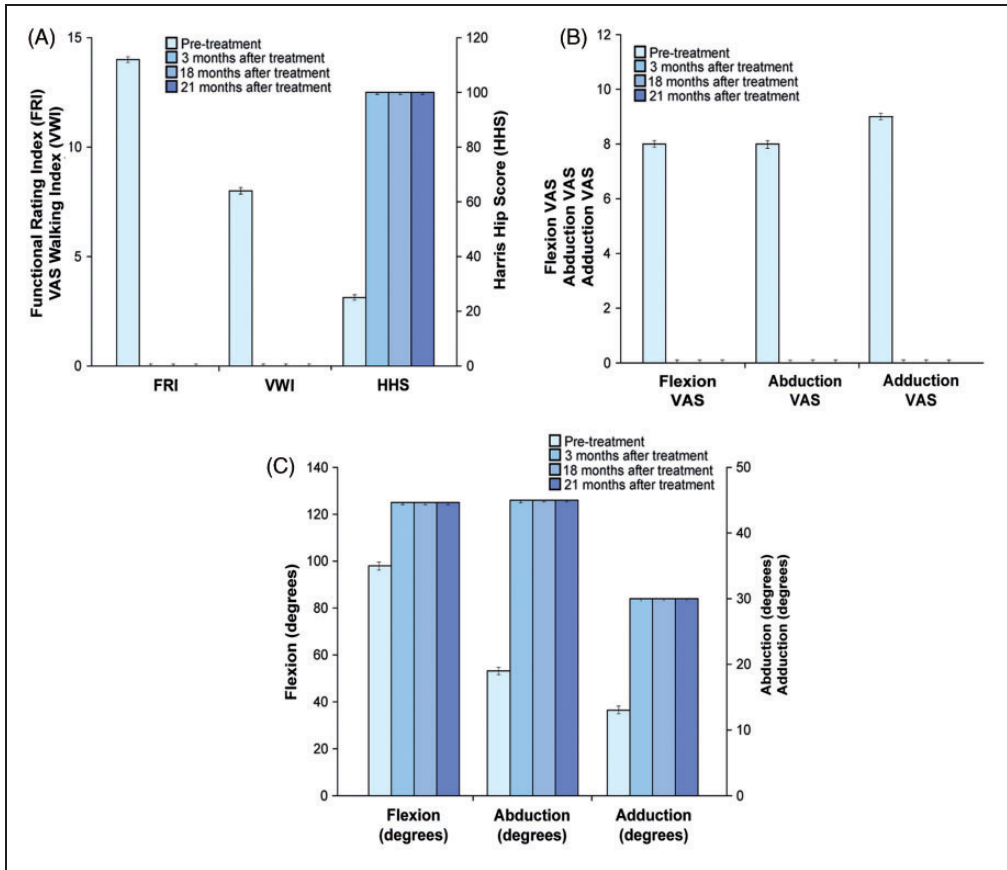 (A)
15
10
5
0
Functional Rating Index (FRI)
VAS Walking Index (VWI)
Pre-treatment
3 months after treatment
18 months after treatment
21 months after treatment
120
100
80
60
40
20
0
Harris Hip Score (HHS)
FRI VWI HHS
(B)
12
10
8
6
4
2
0
Flexion VAS
Abduction VAS
Adduction VAS
Pre-treatment
3 months after treatment
18 months after treatment
21 months after treatment
Flexion Abduction Adduction
VAS VAS VAS
(C)
140
120
100
80
60
40
20
0
Flexion (degrees)
Pre-treatment
3 months after treatment
18 months after treatment
21 months after treatment
50
40
30
20
10
0
Abduction (degrees)
Adduction (degrees)
Flexion Abduction Adduction
(degrees) (degrees) (degrees)